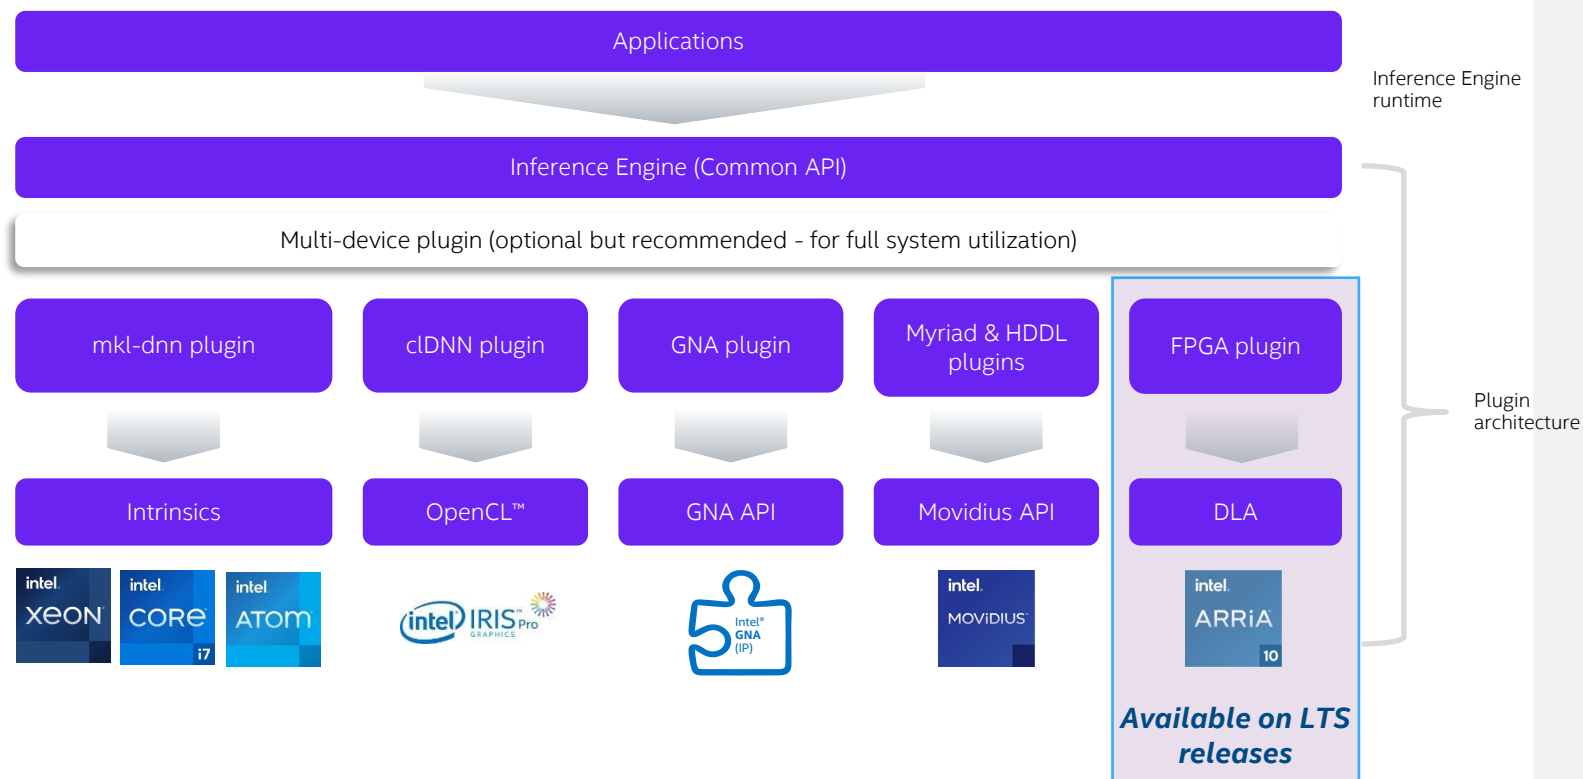 Applications
Inference Engine
runtime
Inference Engine (Common API)
Multi-device plugin (optional but recommended - for full system utilization)
mkl-dnn plugin
clDNN plugin
GNA plugin
Myriad & HDDL
plugins
FPGA plugin
Plugin
architecture
Intrinsics
OpenCL™
GNA API
Movidius API
DLA
intel.
XeON
intel.
CORe
i7
intel.
ATOM
intel IRIS™ Pro
GRAPHICS
Intel®
GNA
(IP)
intel.
MOViDiUS™
intel.
ARRiA
10
Available on LTS
releases